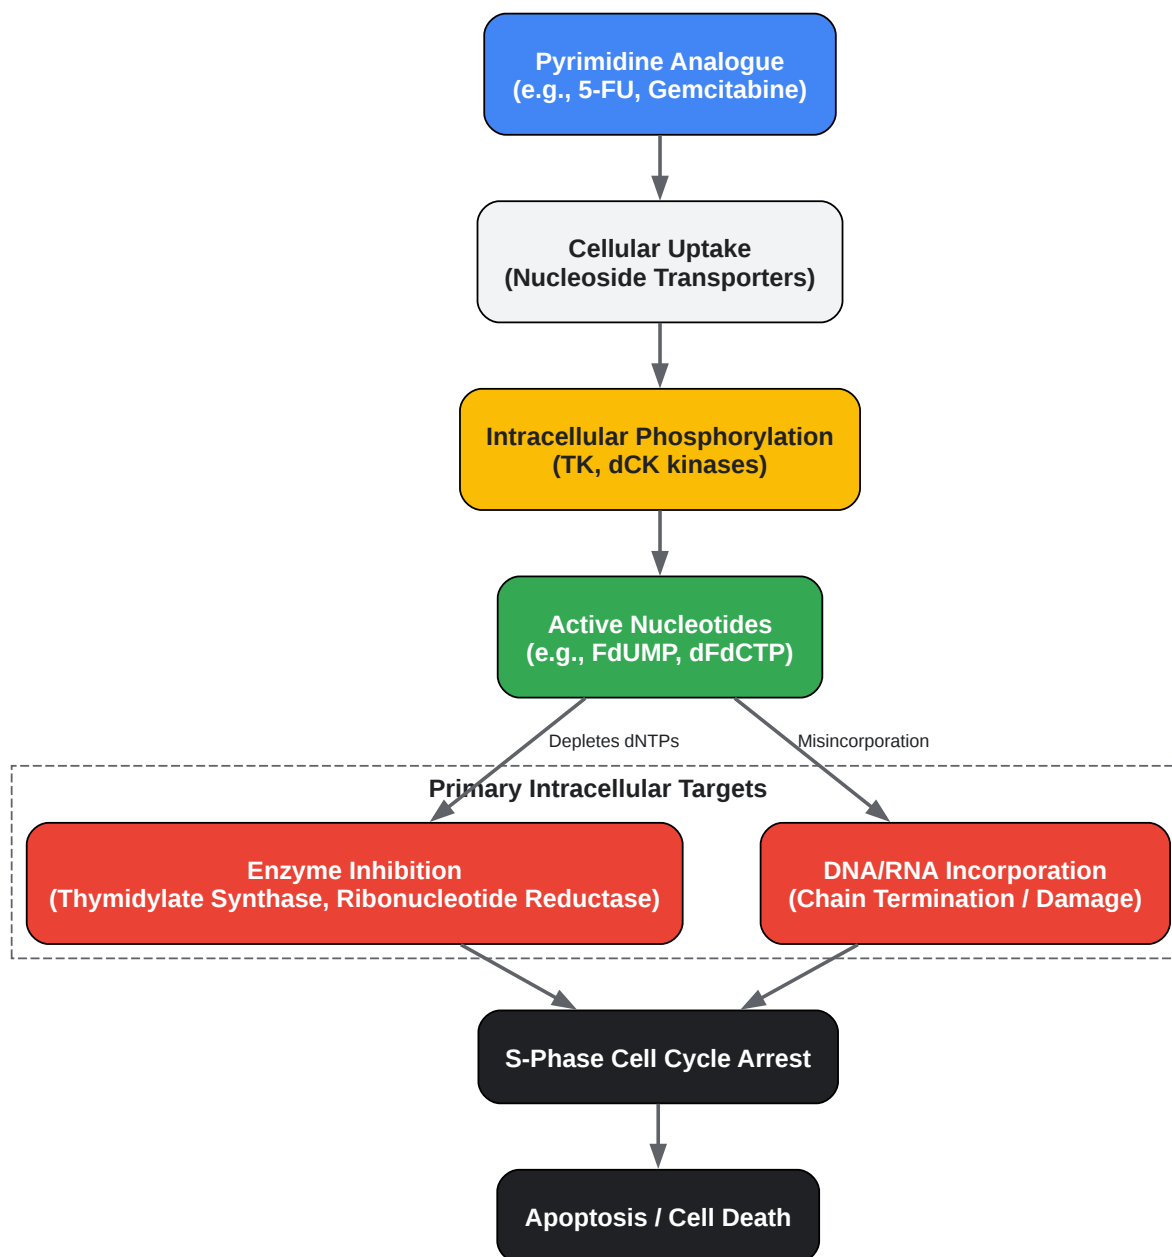 Pyrimidine Analogue
(e.g., 5-FU, Gemcitabine)
Cellular Uptake
(Nucleoside Transporters)
Intracellular Phosphorylation
(TK, dCK kinases)
Active Nucleotides
(e.g., FdUMP, dFdCTP)
Depletes dNTPs
Misincorporation
Primary Intracellular Targets
Enzyme Inhibition
(Thymidylate Synthase, Ribonucleotide Reductase)
DNA/RNA Incorporation
(Chain Termination / Damage)
S-Phase Cell Cycle Arrest
Apoptosis / Cell Death